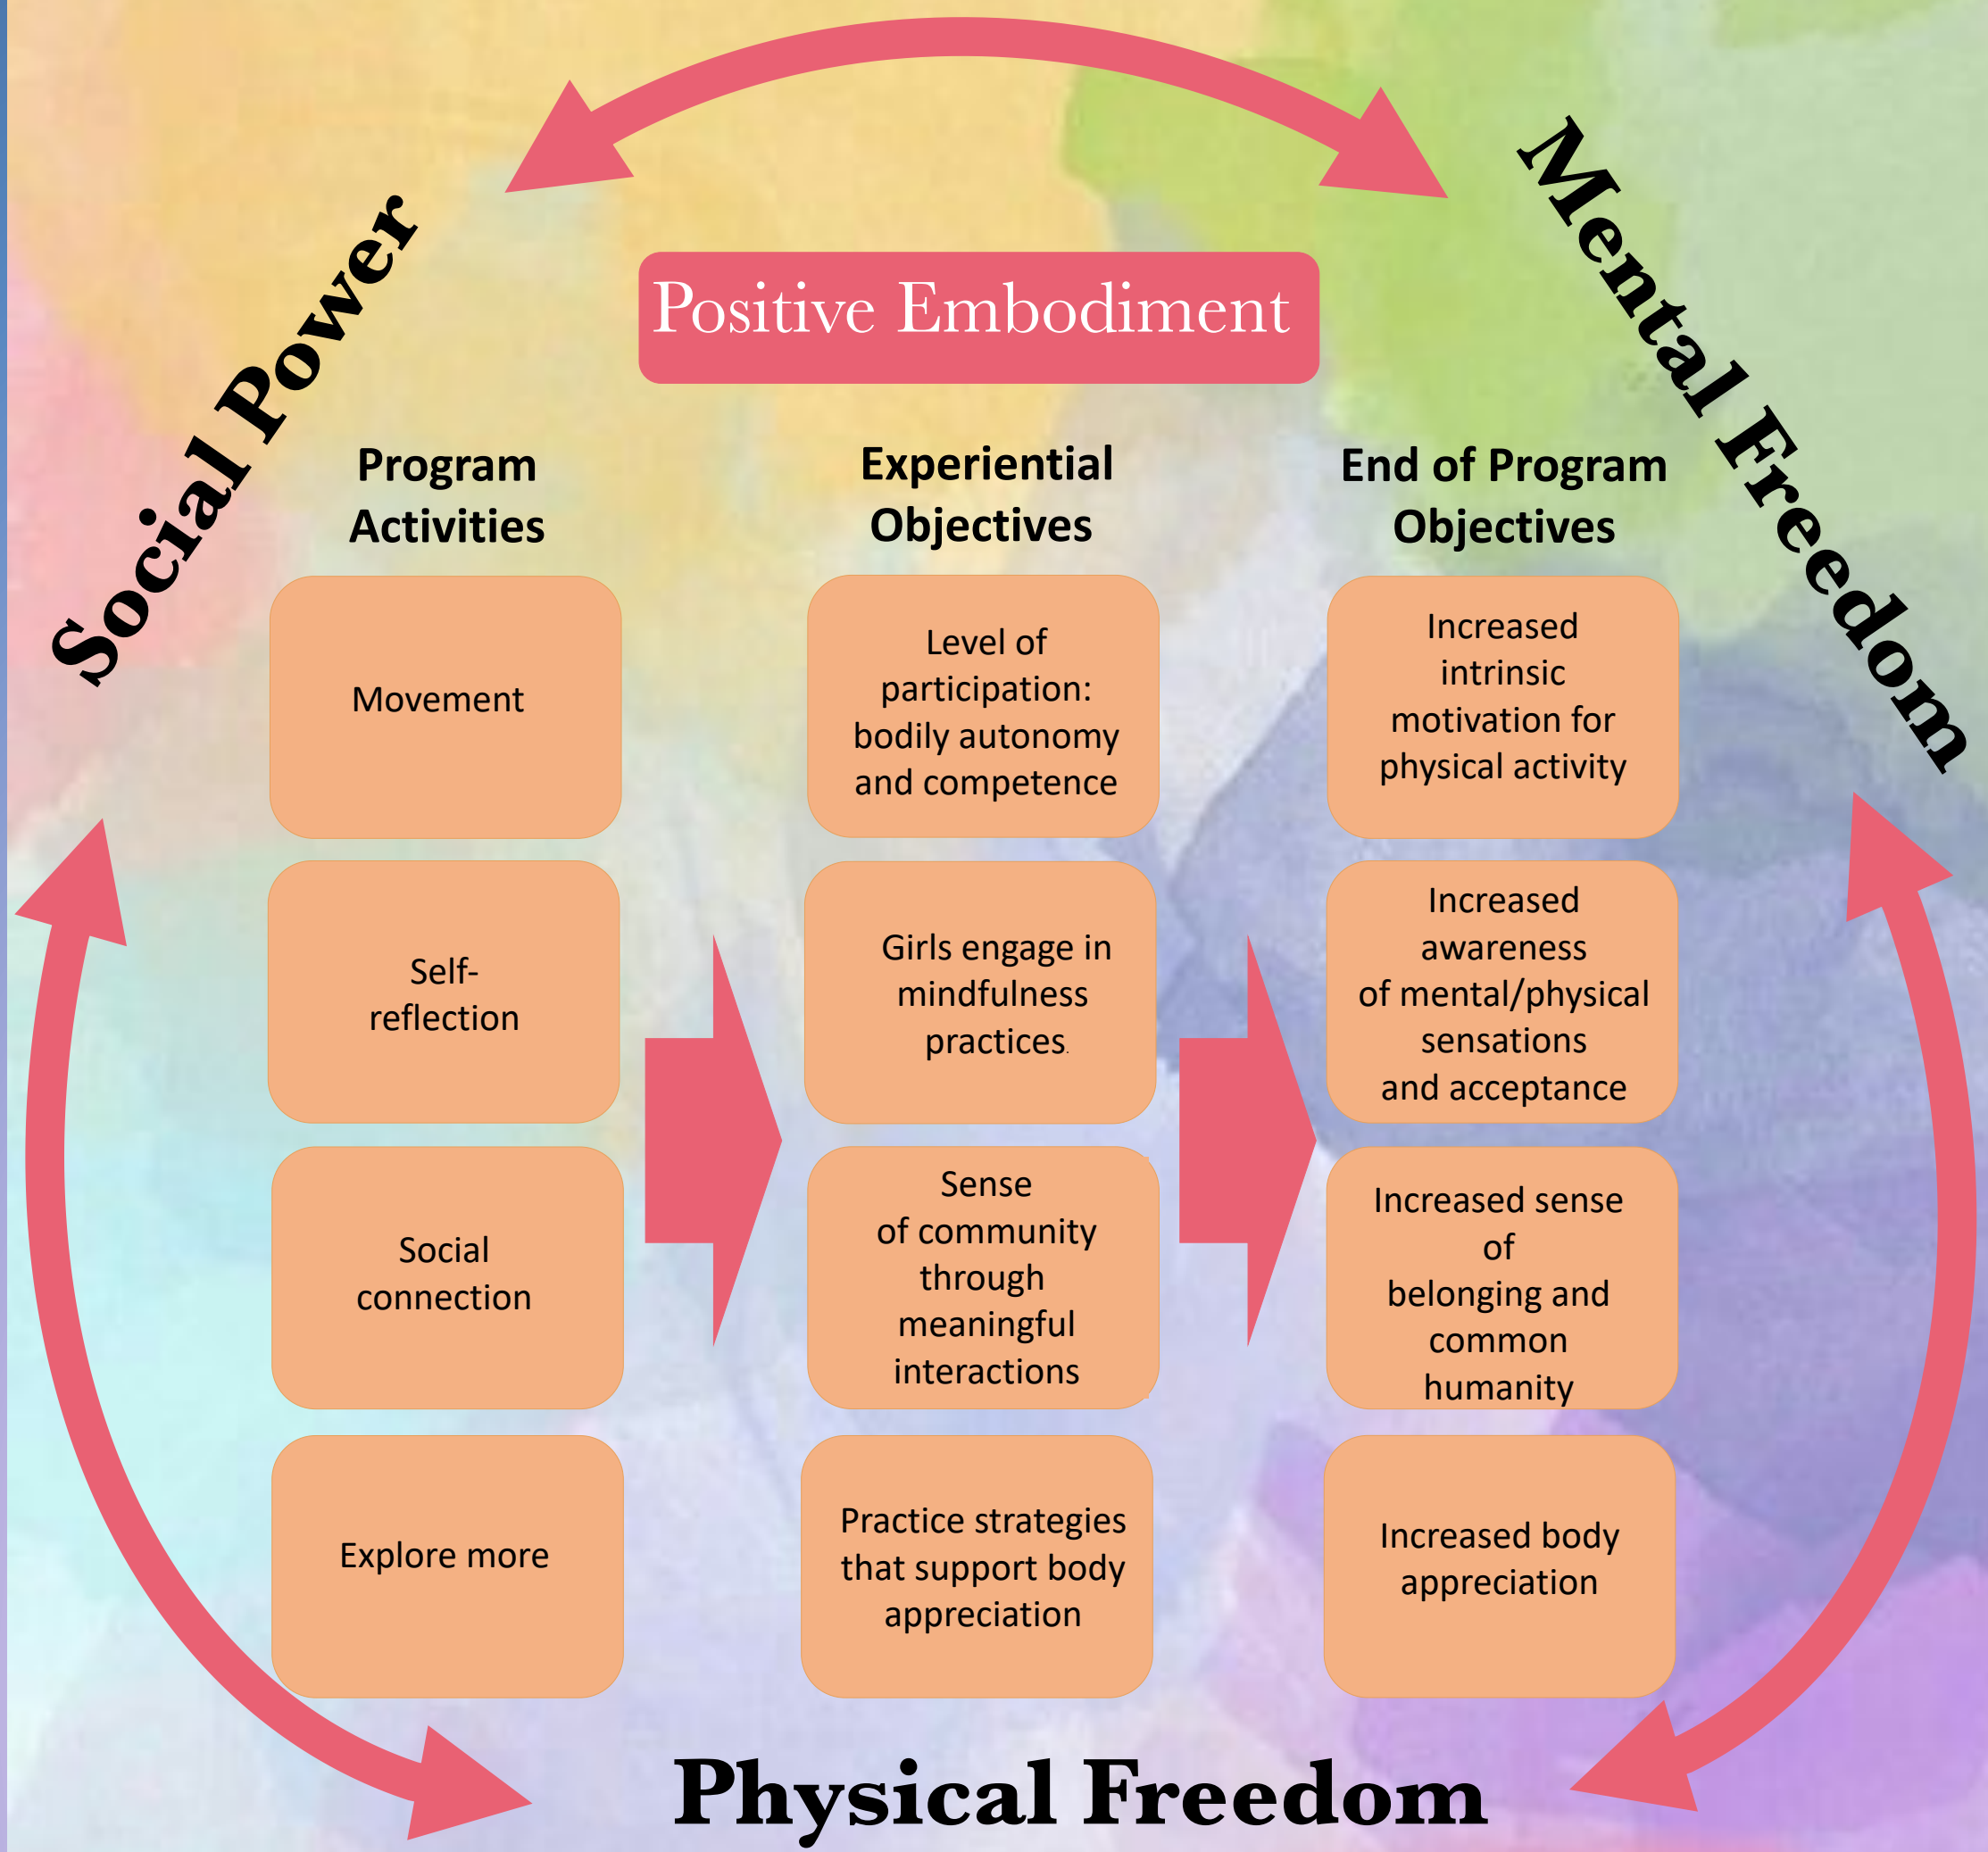 Social Power
Mental Freedom
Positive Embodiment
Program
Activities
Experiential
Objectives
End of Program
Objectives
Movement
Level of
participation:
bodily autonomy
and competence
Increased
intrinsic
motivation for
physical activity
Self-
reflection
Girls engage in
mindfulness
practices.
Increased
awareness
of mental/physical
sensations
and acceptance
Social
connection
Sense
of community
through
meaningful
interactions
Increased sense
of
belonging and
common
humanity
Explore more
Practice strategies
that support body
appreciation
Increased body
appreciation
Physical Freedom